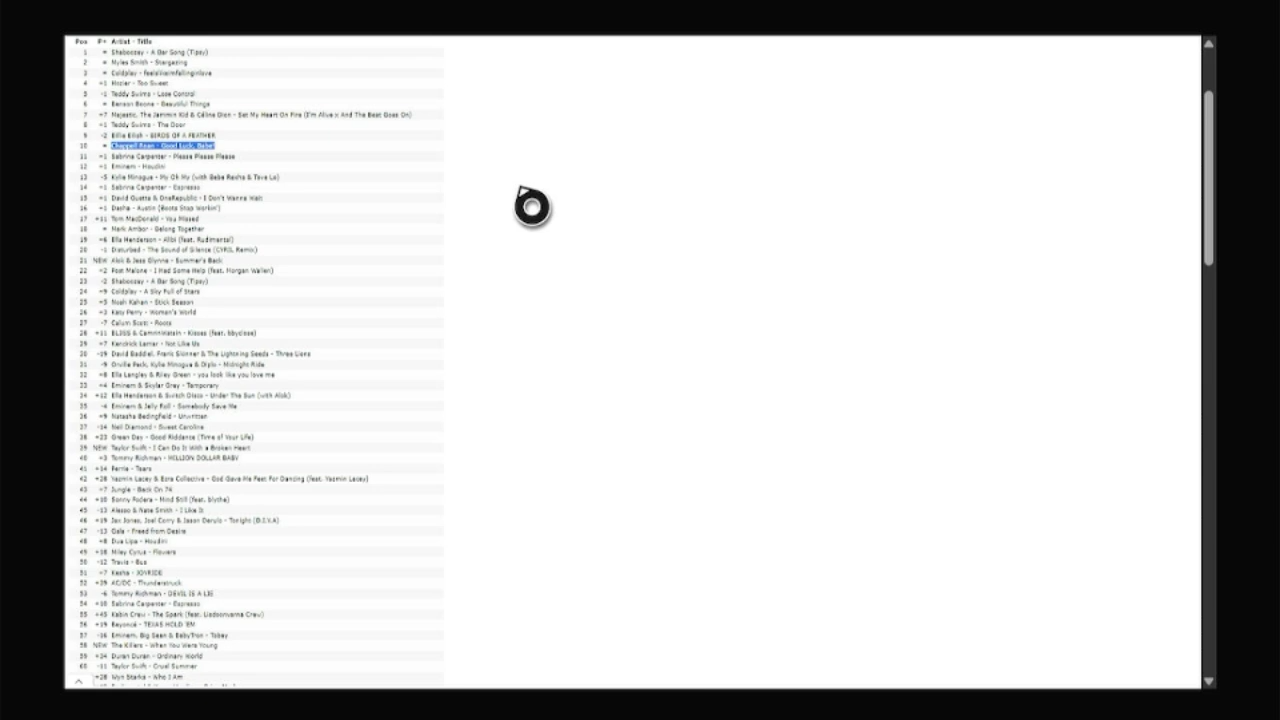 Pos P+ Artist - Title
1 = Shaboozey - A Bar Song (Tipsy)
2 = Myles Smith - Stargazing
3 = Coldplay - feelslikeimfallinginlove
4 +1 Hozier - Too Sweet
5 -1 Teddy Swims - Lose Control
6 = Benson Boone - Beautiful Things
7 +7 Majestic, The Jammin Kid & Céline Dion - Set My Heart On Fire (I'm Alive x And The Beat Goes On)
8 +1 Teddy Swims - The Door
9 -2 Billie Eilish - BIRDS OF A FEATHER
10 = Chappell Roan - Good Luck, Babe!
11 +1 Sabrina Carpenter - Please Please Please
12 +1 Eminem - Houdini
13 -5 Kylie Minogue - My Oh My (with Bebe Rexha & Tove Lo)
14 +1 Sabrina Carpenter - Espresso
15 +1 David Guetta & OneRepublic - I Don't Wanna Wait
16 +1 Dasha - Austin (Boots Stop Workin')
17 +11 Tom MacDonald - You Missed
18 = Mark Ambor - Belong Together
19 +6 Ella Henderson - Alibi (feat. Rudimental)
20 -1 Disturbed - The Sound of Silence (CYRIL Remix)
21 NEW Alok & Jess Glynne - Summer's Back
22 +2 Post Malone - I Had Some Help (feat. Morgan Wallen)
23 -2 Shaboozey - A Bar Song (Tipsy)
24 +9 Coldplay - A Sky Full of Stars
25 +5 Noah Kahan - Stick Season
26 +3 Katy Perry - Woman's World
27 -7 Calum Scott - Roots
28 +11 BL3SS & CamrinWatsin - Kisses (feat. bbyclose)
29 +7 Kendrick Lamar - Not Like Us
30 -19 David Baddiel, Frank Skinner & The Lightning Seeds - Three Lions
31 -9 Orville Peck, Kylie Minogue & Diplo - Midnight Ride
32 +8 Ella Langley & Riley Green - you look like you love me
33 +4 Eminem & Skylar Grey - Temporary
34 +12 Ella Henderson & Switch Disco - Under The Sun (with Alok)
35 -4 Eminem & Jelly Roll - Somebody Save Me
36 +9 Natasha Bedingfield - Unwritten
37 -14 Neil Diamond - Sweet Caroline
38 +23 Green Day - Good Riddance (Time of Your Life)
39 NEW Taylor Swift - I Can Do It With a Broken Heart
40 +3 Tommy Richman - MILLION DOLLAR BABY
41 +14 Perrie - Tears
42 +28 Yazmin Lacey & Ezra Collective - God Gave Me Feet For Dancing (feat. Yazmin Lacey)
43 +7 Jungle - Back On 74
44 +10 Sonny Fodera - Mind Still (feat. blythe)
45 -13 Alesso & Nate Smith - I Like It
46 +19 Jax Jones, Joel Corry & Jason Derulo - Tonight (D.I.Y.A)
47 -13 Gala - Freed from Desire
48 +8 Dua Lipa - Houdini
49 +18 Miley Cyrus - Flowers
50 -12 Travis - Bus
51 +7 Kesha - JOYRIDE
52 +39 AC/DC - Thunderstruck
53 -6 Tommy Richman - DEVIL IS A LIE
54 +10 Sabrina Carpenter - Espresso
55 +45 Kabin Crew - The Spark (feat. Lisdoonvarna Crew)
56 +19 Beyoncé - TEXAS HOLD 'EM
57 -16 Eminem, Big Sean & BabyTron - Tobey
58 NEW The Killers - When You Were Young
59 +34 Duran Duran - Ordinary World
60 -11 Taylor Swift - Cruel Summer
+28 Wyn Starks - Who I Am